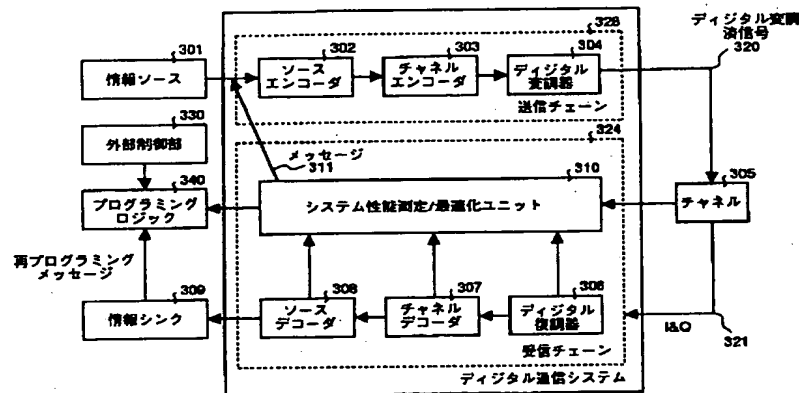 328
ディジタル変調
済信号
320
301
情報ソース
302
ソース
エンコーダ
303
チャネル
エンコーダ
304
ディジタル
変調器
送信チェーン
330
外部制御部
324
メッセージ
311
310
システム性能測定/最適化ユニット
305
チャネル
340
プログラミング
ロジック
再プログラミング
メッセージ
309
情報シンク
308
ソース
デコーダ
307
チャネル
デコーダ
306
ディジタル
復調器
I&Q
321
受信チェーン
ディジタル通信システム